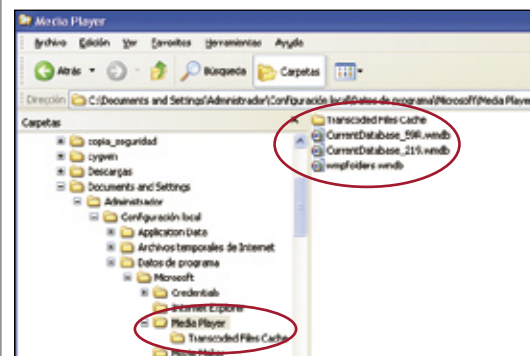 Media Player
Archivo Edición Ver Favoritos Herramientas Ayuda
Atrás Búsqueda Carpetas
Dirección C:\Documents and Settings\Administrador\Configuración local\Datos de programa\Microsoft\Media Playe
Carpetas
copia_seguridad
cygwin
Descargas
Documents and Settings
Administrador
Configuración local
Application Data
Archivos temporales de Internet
Datos de programa
Microsoft
Credentials
Internet Explorer
Media Player
Transcoded Files Cache
Media Maker
Transcoded Files Cache
CurrentDatabase_59R.wmdb
CurrentDatabase_219.wmdb
wmpfolders.wmdb